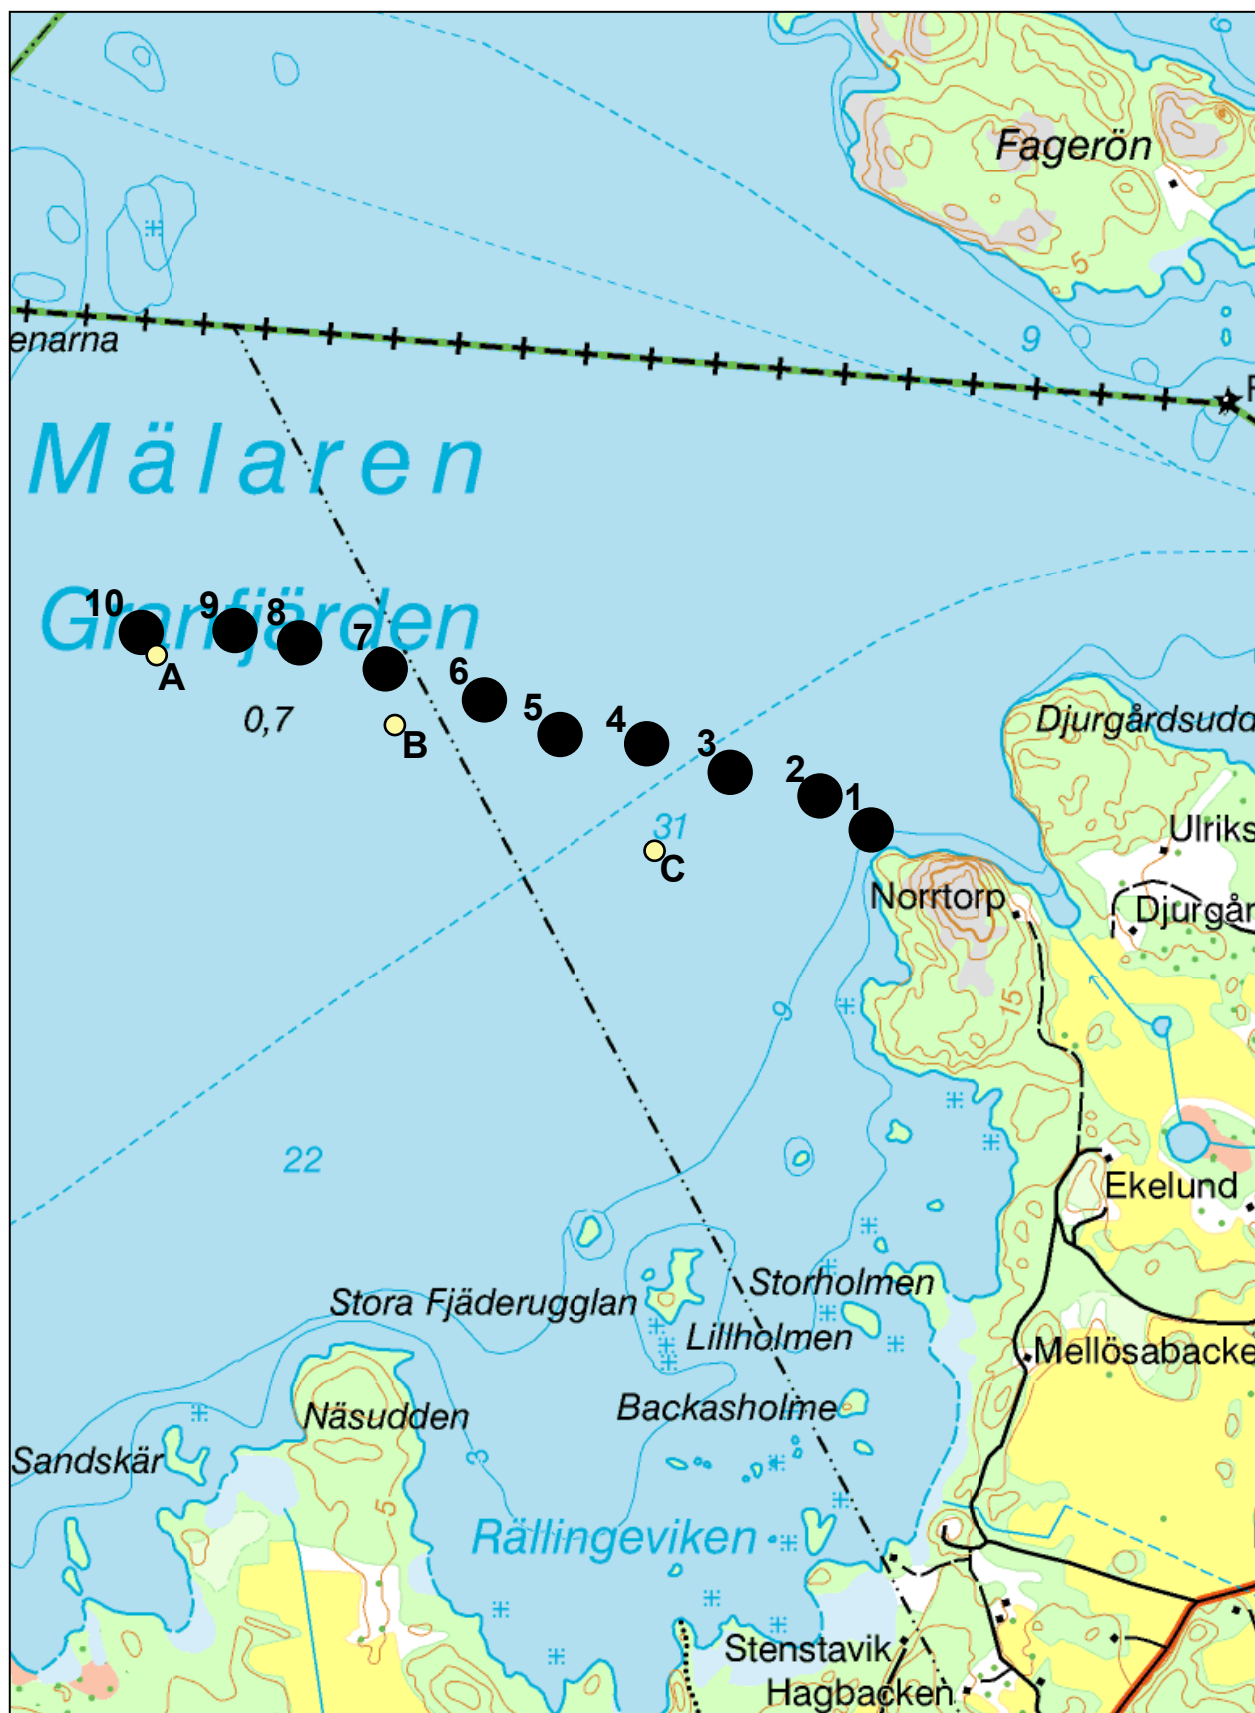 6
5
Fagerön
5
9
enarna
F
Mälaren
Granfjärden
10
9
8
7
6
5
4
3
2
1
A
B
C
0,7
31
Djurgårdsudd
Ulriks
Norrtorp
Djurgår
9
15
22
Ekelund
Stora Fjäderugglan
Storholmen
Lillholmen
Mellösabacke
Backasholme
Näsudden
Sandskär
3
5
Rällingeviken
Stenstavik
Hagbacken